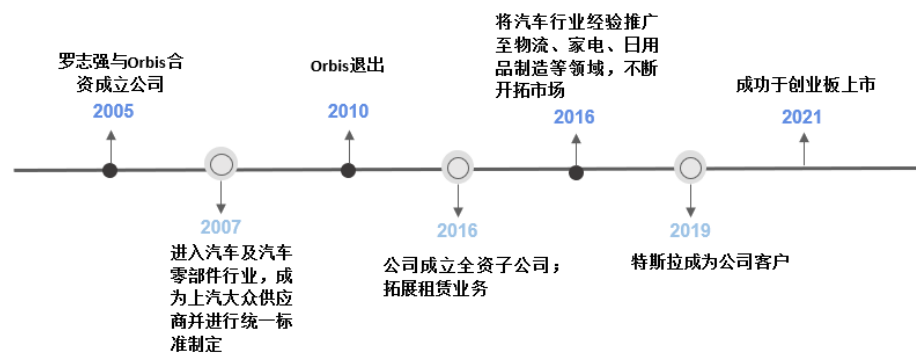 罗志强与Orbis合
资成立公司
2005
2007
进入汽车及汽车
零部件行业，成
为上汽大众供应
商并进行统一标
准制定
Orbis退出
2010
2016
公司成立全资子公司；
拓展租赁业务
将汽车行业经验推广
至物流、家电、日用
品制造等领域，不断
开拓市场
2016
2019
特斯拉成为公司客户
成功于创业板上市
2021